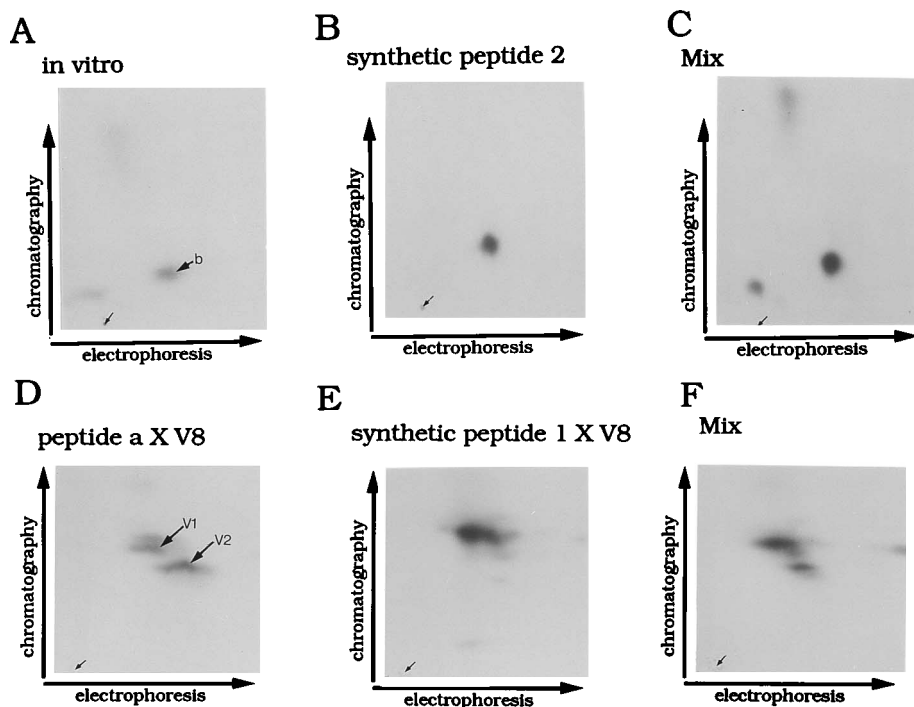 A
in vitro
chromatography
b
electrophoresis
B
synthetic peptide 2
chromatography
electrophoresis
C
Mix
chromatography
electrophoresis
D
peptide a X V8
chromatography
V1
V2
electrophoresis
E
synthetic peptide 1 X V8
chromatography
electrophoresis
F
Mix
chromatography
electrophoresis